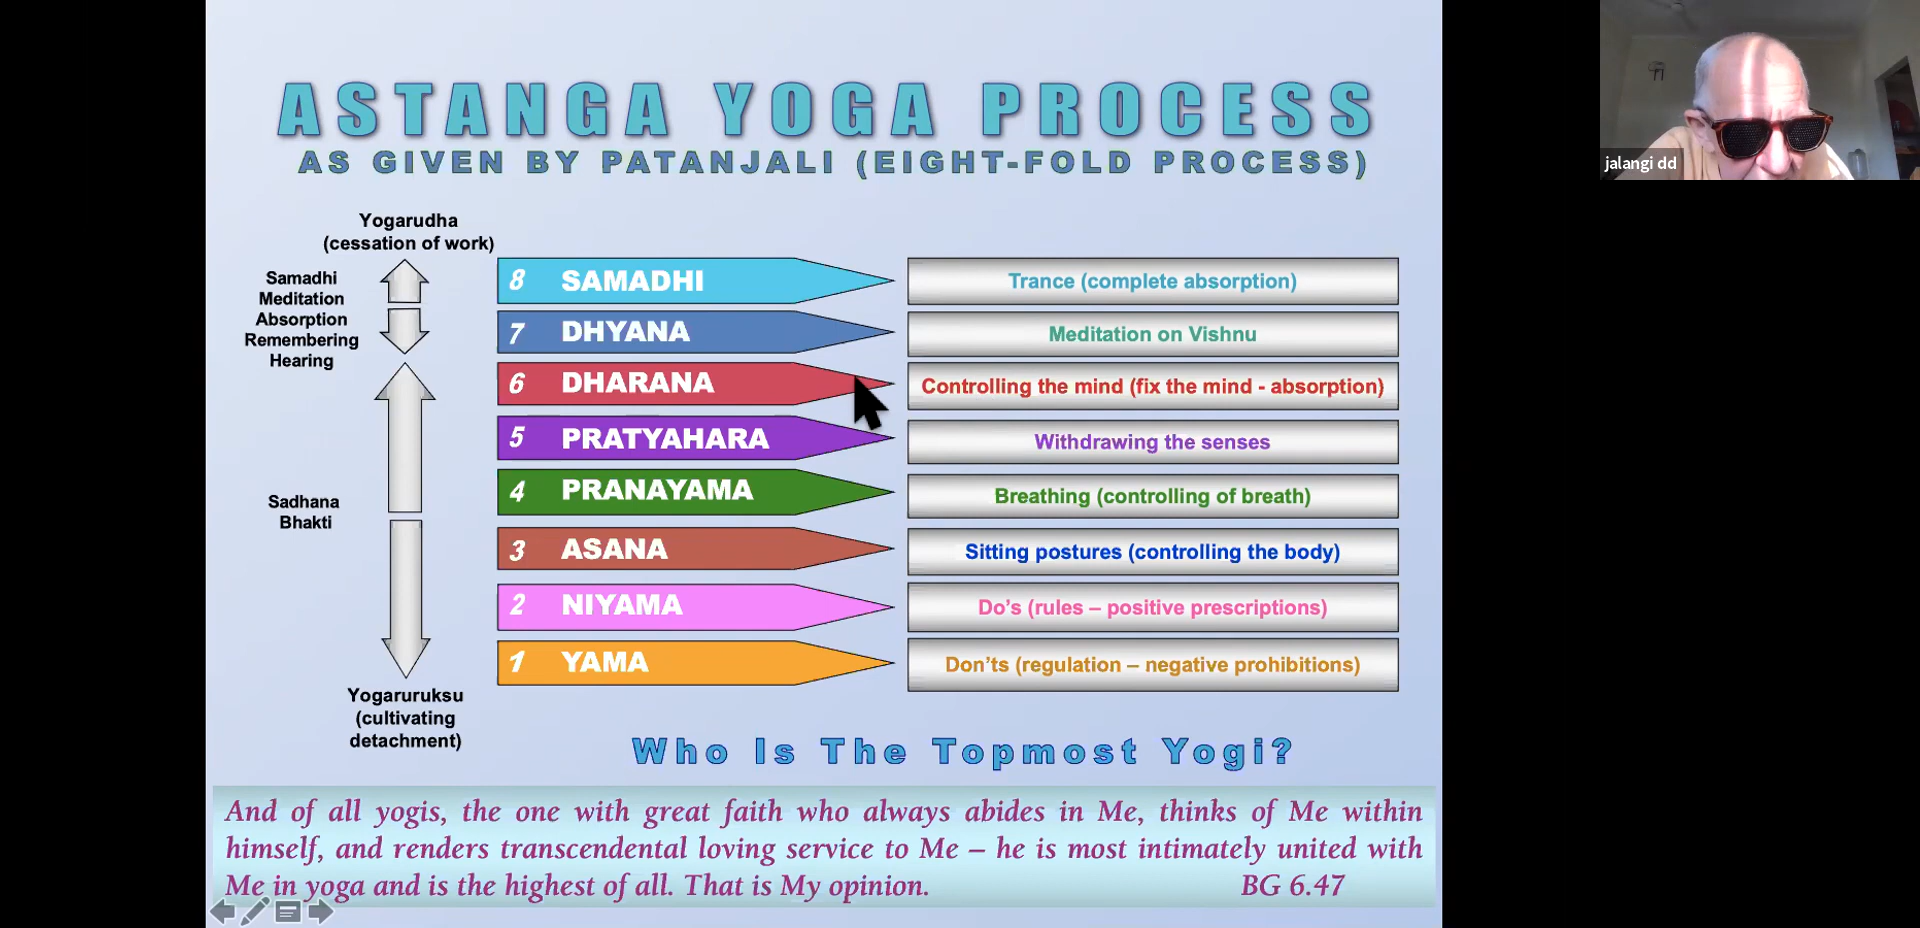 ASTANGA YOGA PROCESS
AS GIVEN BY PATANJALI (EIGHT-FOLD PROCESS)
jalangi dd
Yogarudha
(cessation of work)
Samadhi
Meditation
Absorption
Remembering
Hearing
Sadhana
Bhakti
Yogaruruksu
(cultivating
detachment)
8 SAMADHI Trance (complete absorption)
7 DHYANA Meditation on Vishnu
6 DHARANA Controlling the mind (fix the mind - absorption)
5 PRATYAHARA Withdrawing the senses
4 PRANAYAMA Breathing (controlling of breath)
3 ASANA Sitting postures (controlling the body)
2 NIYAMA Do's (rules – positive prescriptions)
1 YAMA Don'ts (regulation – negative prohibitions)
Who Is The Topmost Yogi?
And of all yogis, the one with great faith who always abides in Me, thinks of Me within
himself, and renders transcendental loving service to Me – he is most intimately united with
Me in yoga and is the highest of all. That is My opinion. BG 6.47